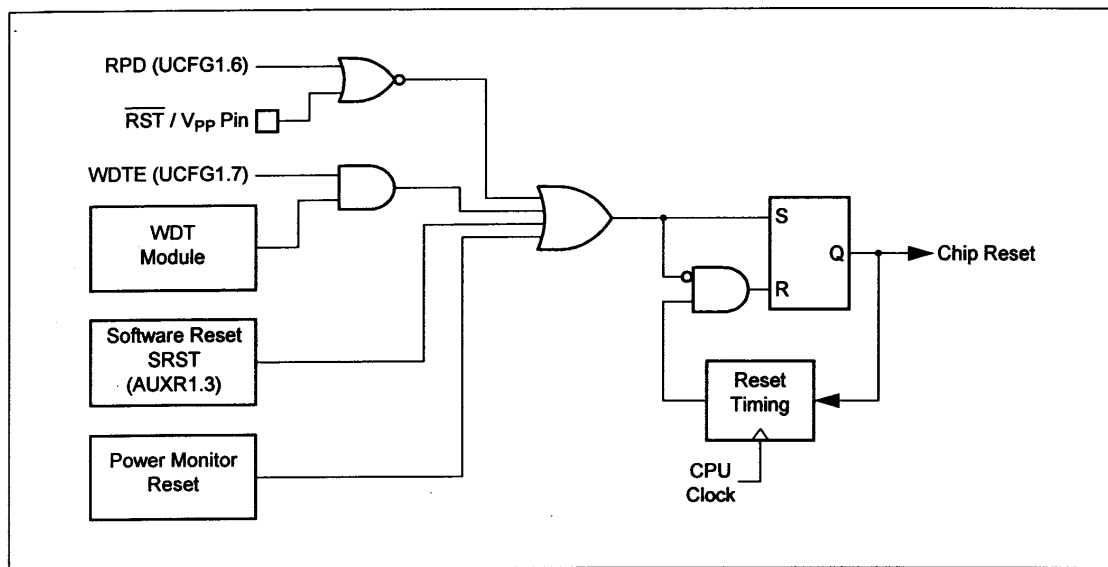 RPD (UCFG1.6)
RST / VPP Pin
WDTE (UCFG1.7)
WDT
Module
Software Reset
SRST
(AUXR1.3)
Power Monitor
Reset
S
Q
R
Chip Reset
Reset
Timing
CPU
Clock